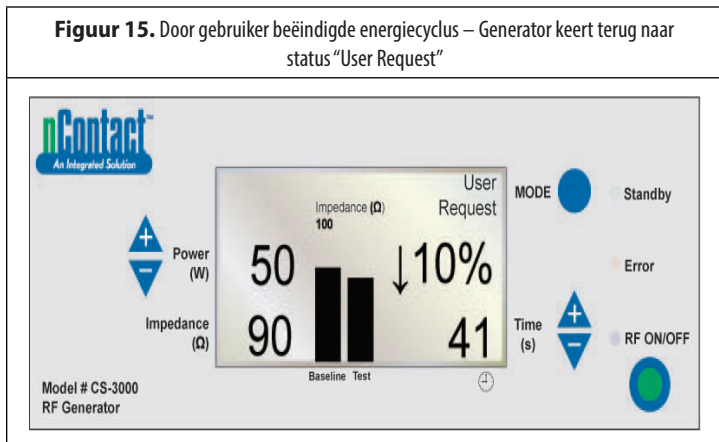 Figuur 15. Door gebruiker beëindigde energiecyclus – Generator keert terug naar
status “User Request”
nContact™
An Integrated Solution
Power
(W)
Impedance
(Ω)
Model # CS-3000
RF Generator
50
90
Impedance (Ω)
100
Baseline Test
User
Request
↓10%
41
MODE
Time
(s)
Standby
Error
RF ON/OFF